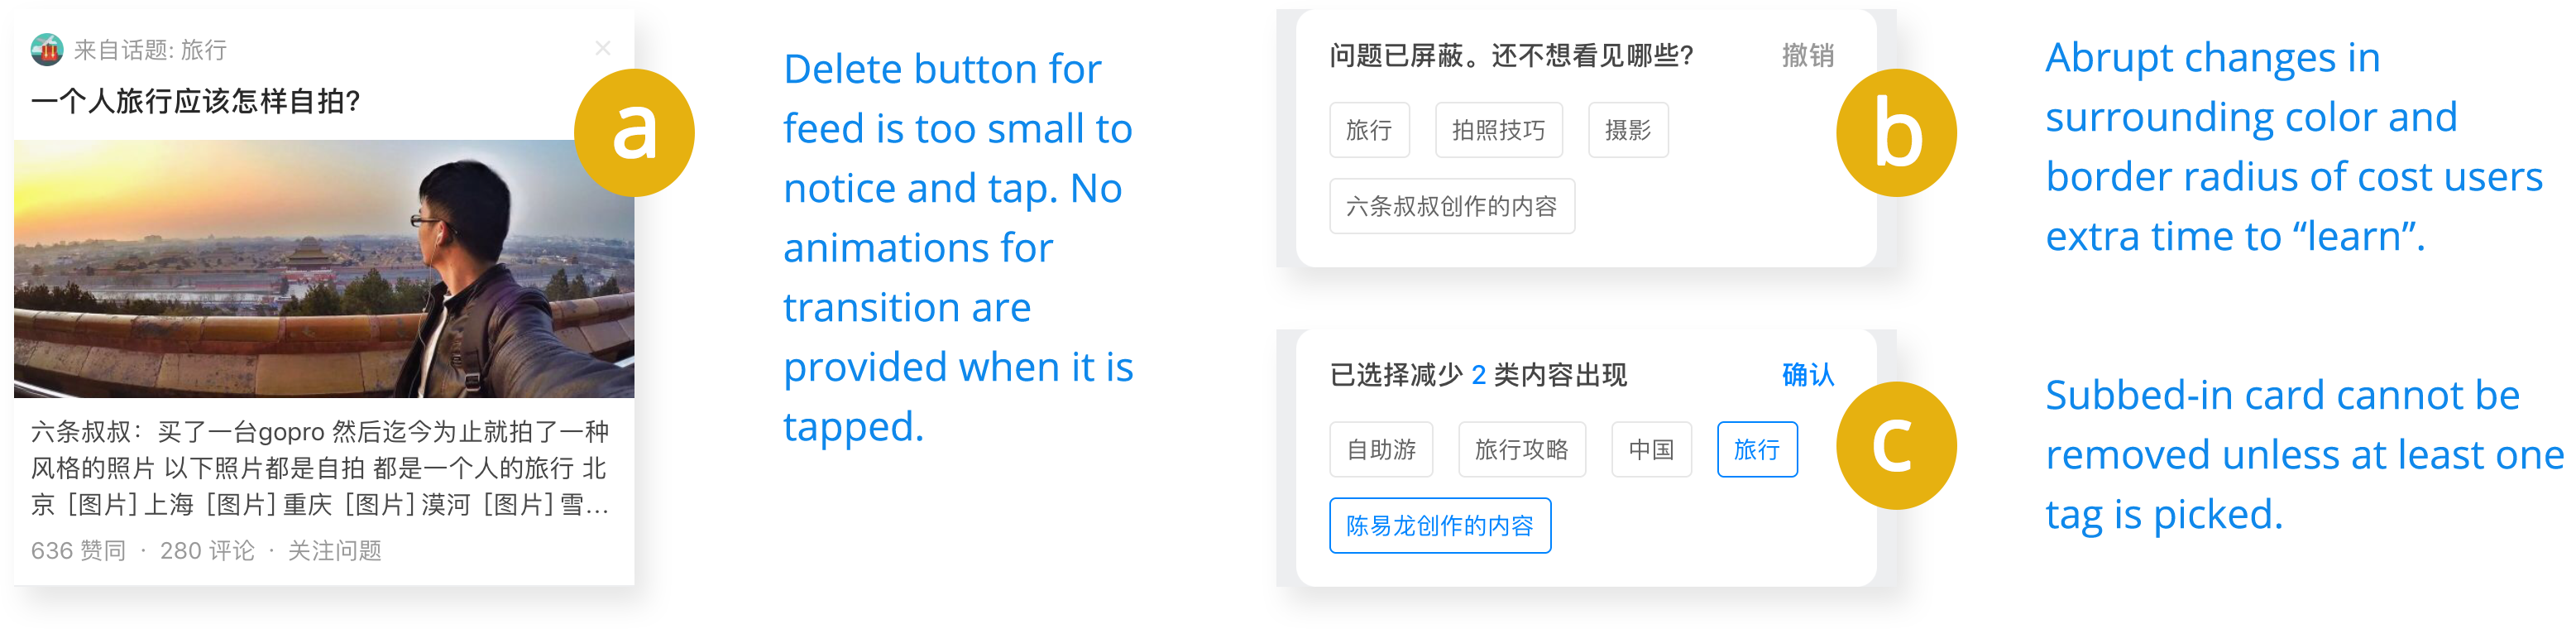 来自话题: 旅行
×
一个人旅行应该怎样自拍?
a
六条叔叔：买了一台gopro 然后迄今为止就拍了一种
风格的照片 以下照片都是自拍 都是一个人的旅行 北
京 [图片] 上海 [图片] 重庆 [图片] 漠河 [图片] 雪...
636 赞同 · 280 评论 · 关注问题
Delete button for
feed is too small to
notice and tap. No
animations for
transition are
provided when it is
tapped.
问题已屏蔽。还不想看见哪些?
撤销
旅行
拍照技巧
摄影
六条叔叔创作的内容
b
Abrupt changes in
surrounding color and
border radius of cost users
extra time to “learn”.
已选择减少 2 类内容出现
确认
自助游
旅行攻略
中国
旅行
陈易龙创作的内容
c
Subbed-in card cannot be
removed unless at least one
tag is picked.